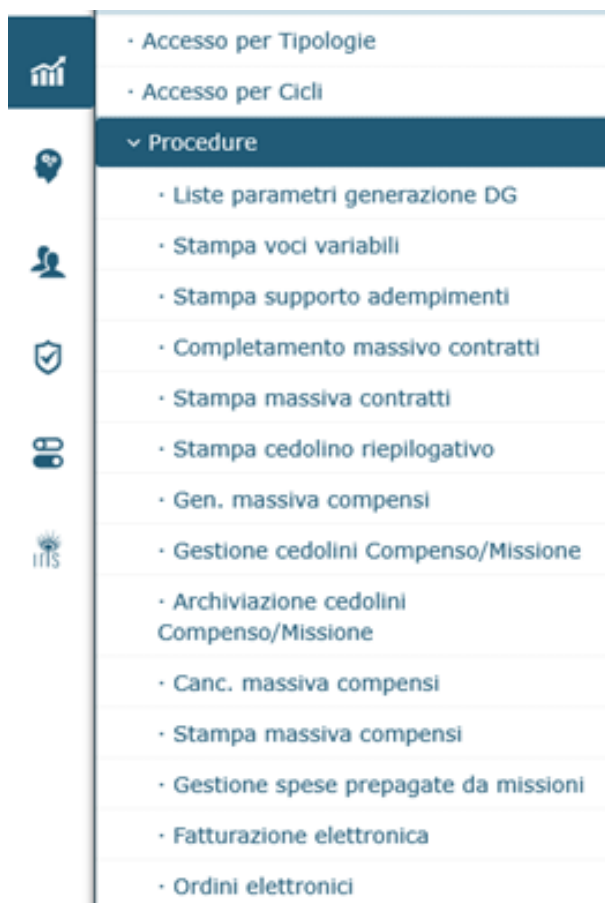 · Accesso per Tipologie
· Accesso per Cicli
Procedure
· Liste parametri generazione DG
· Stampa voci variabili
· Stampa supporto adempimenti
· Completamento massivo contratti
· Stampa massiva contratti
· Stampa cedolino riepilogativo
· Gen. massiva compensi
· Gestione cedolini Compenso/Missione
· Archiviazione cedolini
Compenso/Missione
· Canc. massiva compensi
· Stampa massiva compensi
· Gestione spese prepagate da missioni
· Fatturazione elettronica
· Ordini elettronici